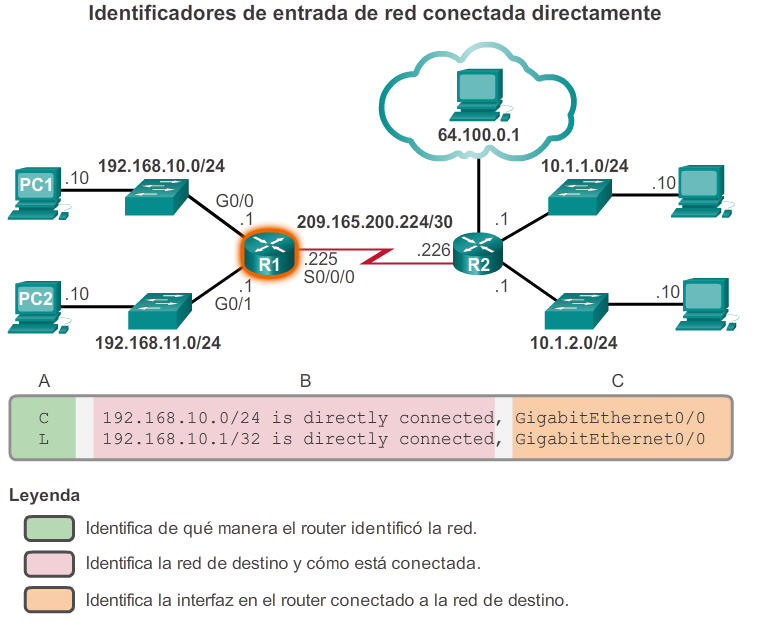 Identificadores de entrada de red conectada directamente
64.100.0.1
192.168.10.0/24
10.1.1.0/24
PC1
.10
.10
G0/0
.1
209.165.200.224/30
.1
R1
.225
S0/0/0
.226
R2
PC2
.10
.1
G0/1
.1
.10
192.168.11.0/24
10.1.2.0/24
A
B
C
C 192.168.10.0/24 is directly connected, GigabitEthernet0/0
L 192.168.10.1/32 is directly connected, GigabitEthernet0/0
Leyenda
Identifica de qué manera el router identificó la red.
Identifica la red de destino y cómo está conectada.
Identifica la interfaz en el router conectado a la red de destino.